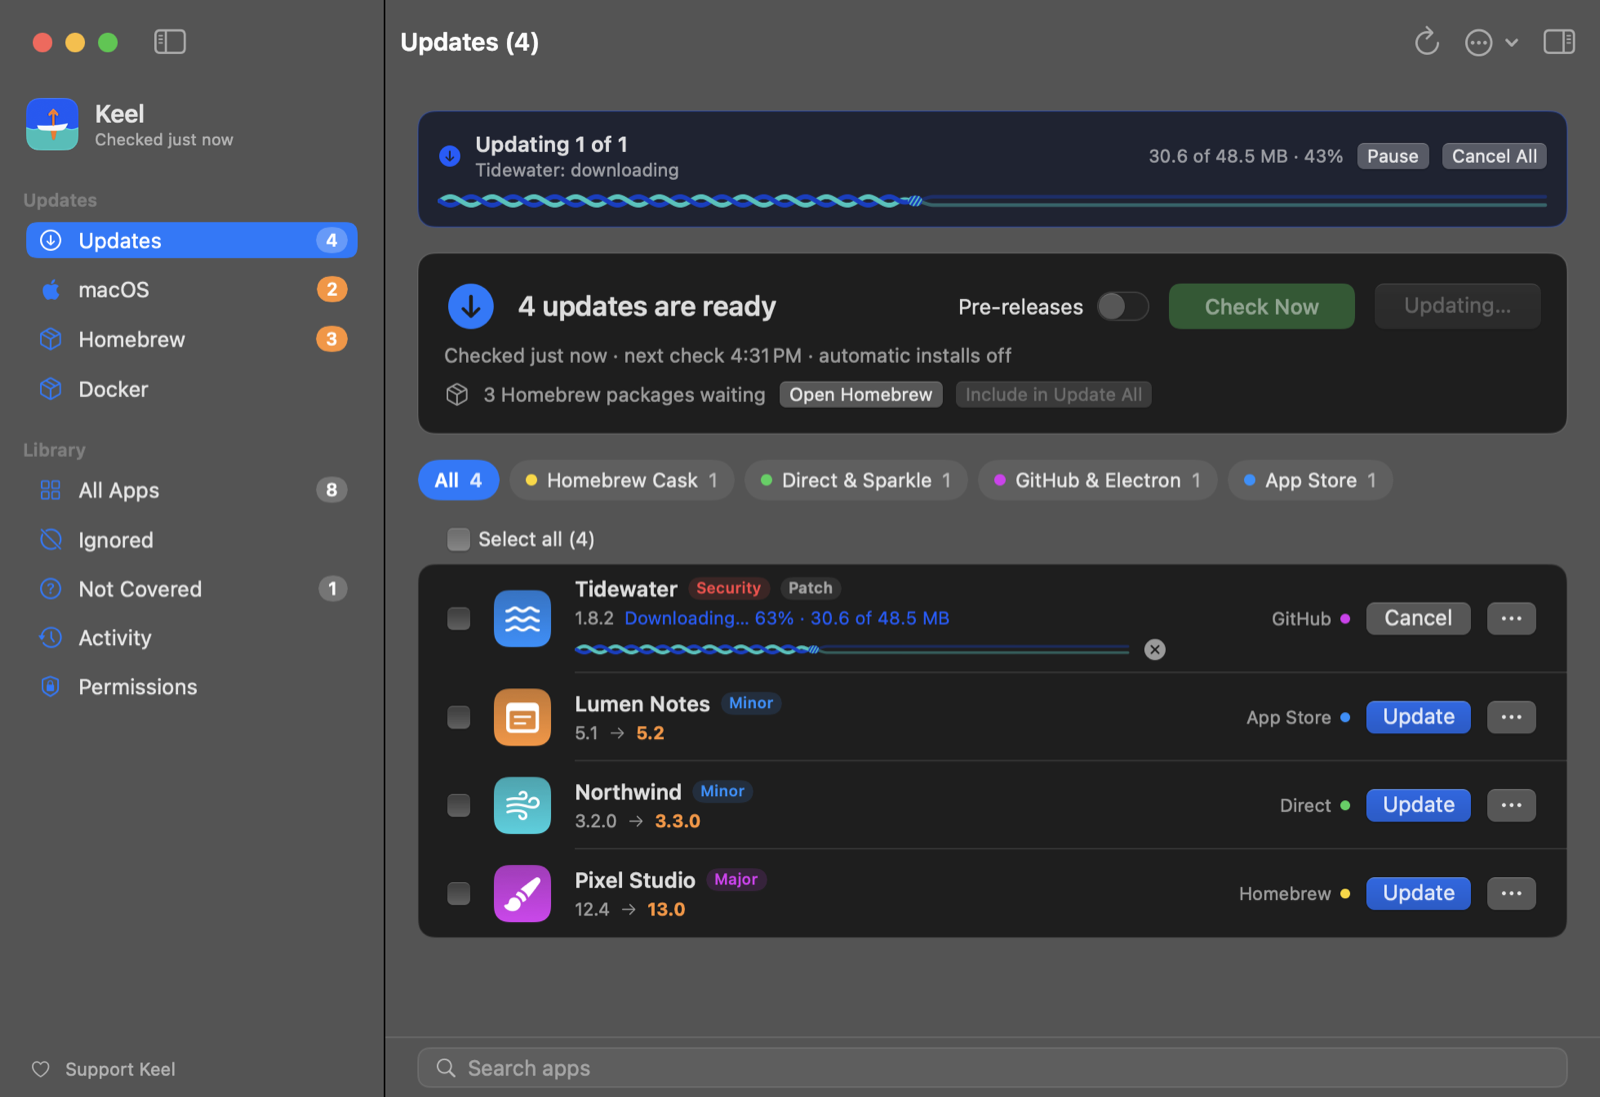 Keel
Checked just now
Updates
Updates 4
macOS 2
Homebrew 3
Docker
Library
All Apps 8
Ignored
Not Covered 1
Activity
Permissions
Support Keel
Updates (4)
Updating 1 of 1
Tidewater: downloading
30.6 of 48.5 MB · 43% Pause Cancel All
4 updates are ready
Pre-releases Check Now Updating...
Checked just now · next check 4:31 PM · automatic installs off
3 Homebrew packages waiting Open Homebrew Include in Update All
All 4 Homebrew Cask 1 Direct & Sparkle 1 GitHub & Electron 1 App Store 1
Select all (4)
Tidewater Security Patch
1.8.2 Downloading... 63% · 30.6 of 48.5 MB
GitHub Cancel
Lumen Notes Minor
5.1 → 5.2
App Store Update
Northwind Minor
3.2.0 → 3.3.0
Direct Update
Pixel Studio Major
12.4 → 13.0
Homebrew Update
Search apps